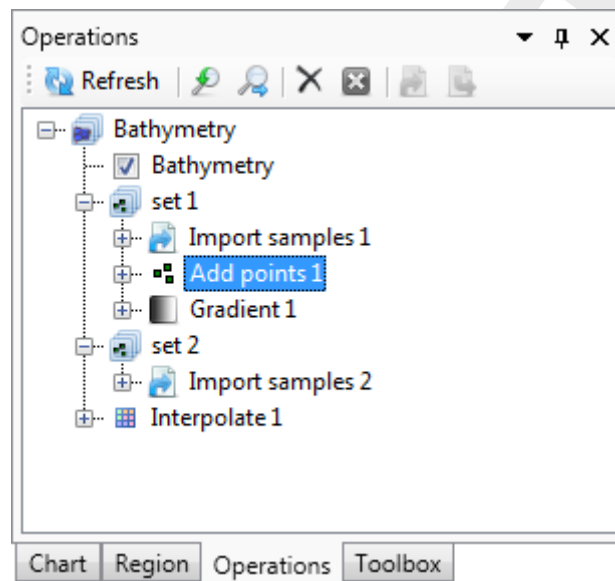 Operations
Refresh
Bathymetry
Bathymetry
set 1
Import samples 1
Add points 1
Gradient 1
set 2
Import samples 2
Interpolate 1
Chart Region Operations Toolbox